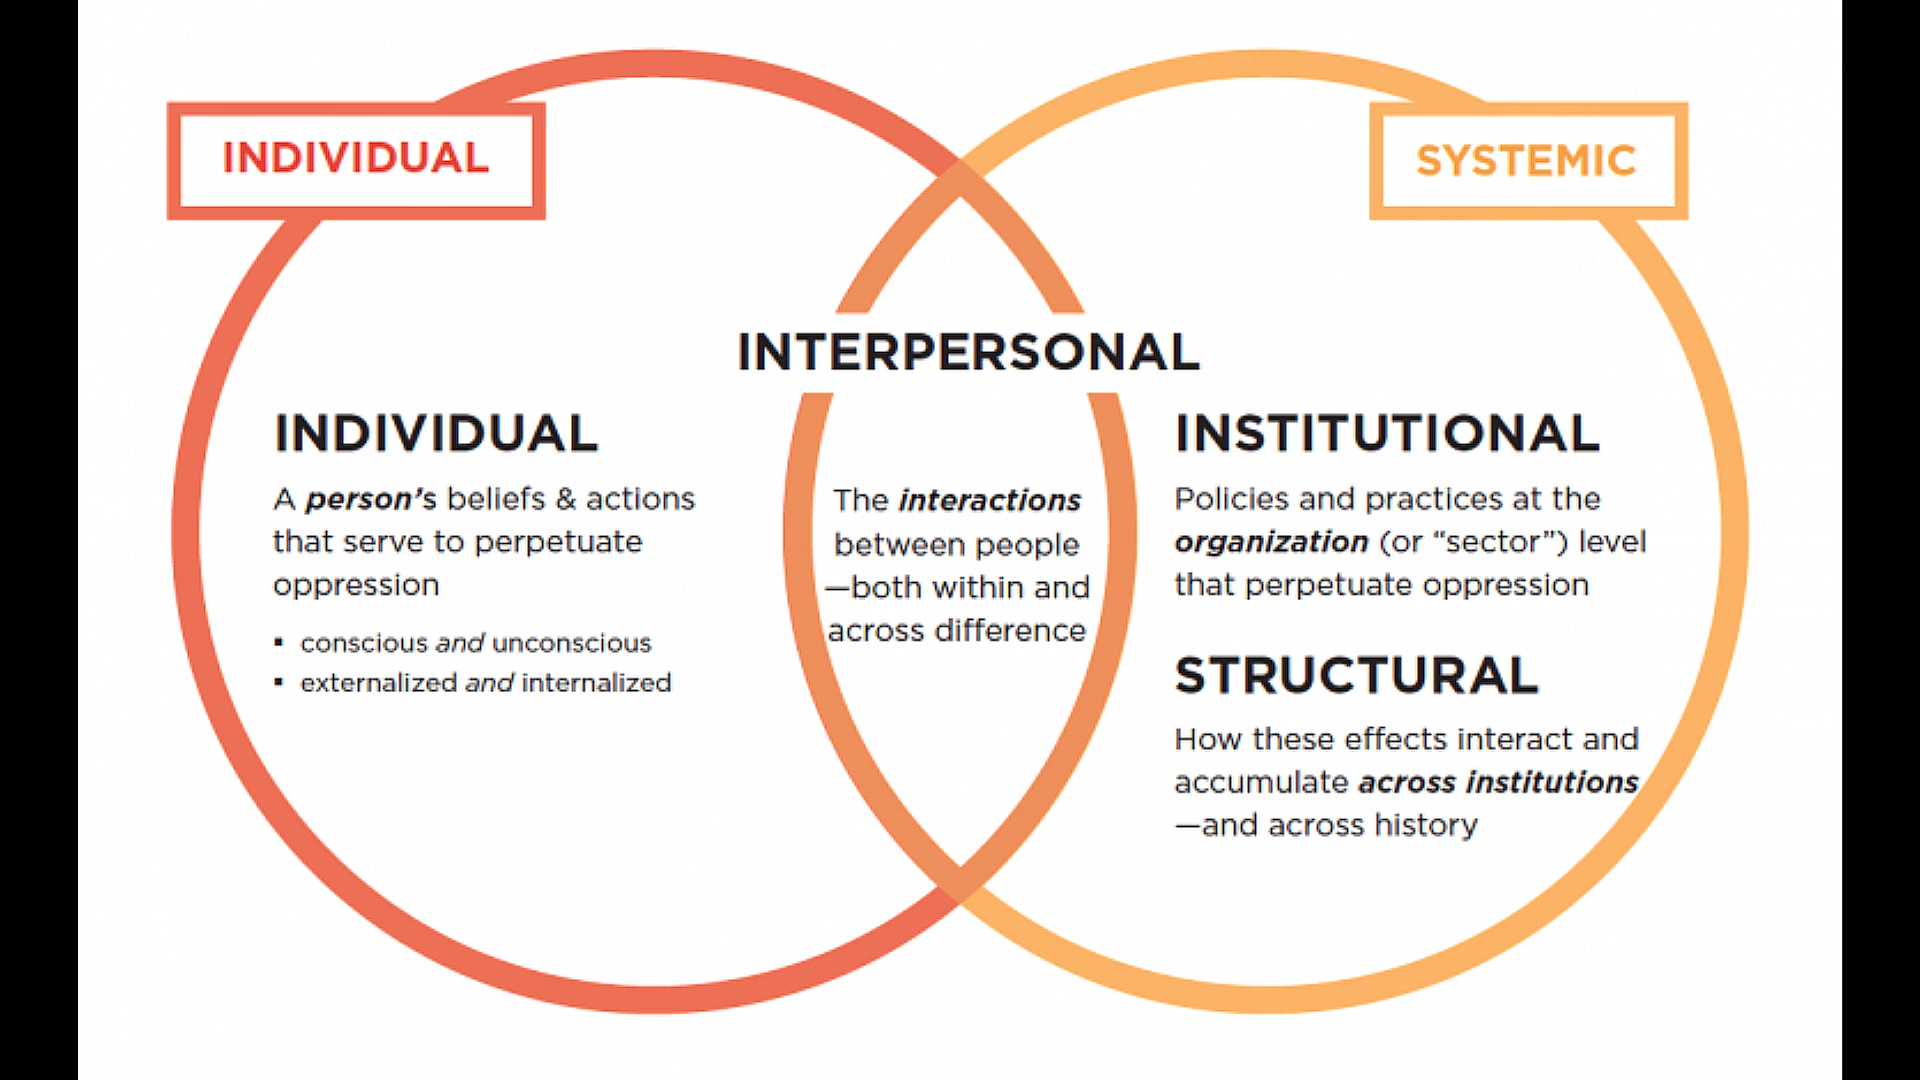 INDIVIDUAL
SYSTEMIC
INTERPERSONAL
INDIVIDUAL
A person's beliefs & actions
that serve to perpetuate
oppression
▪ conscious and unconscious
▪ externalized and internalized
The interactions
between people
—both within and
across difference
INSTITUTIONAL
Policies and practices at the
organization (or “sector”) level
that perpetuate oppression
STRUCTURAL
How these effects interact and
accumulate across institutions
—and across history